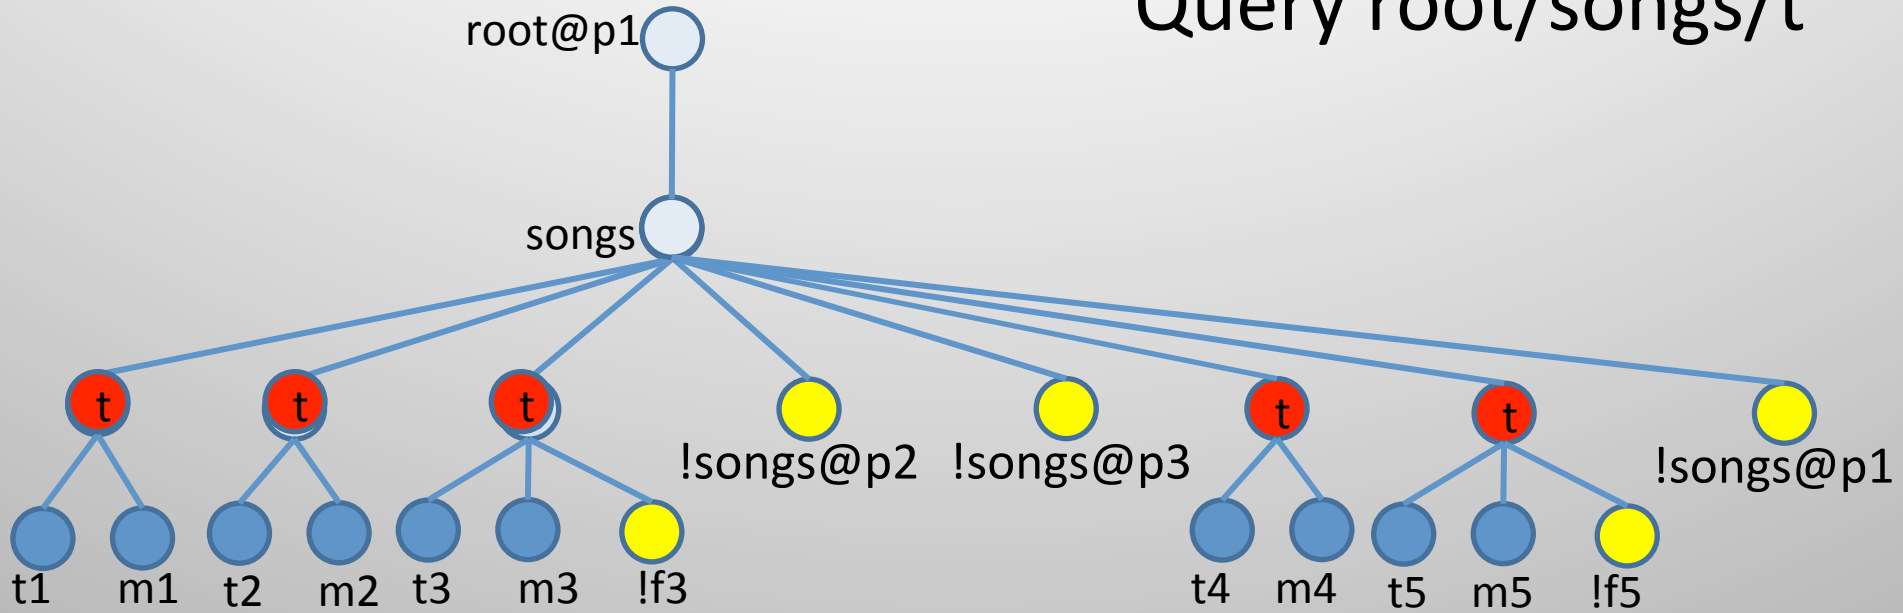 Query root/songs/t
root@p1
songs
t t t t t
!songs@p2 !songs@p3 !songs@p1
t1 m1 t2 m2 t3 m3 !f3 t4 m4 t5 m5 !f5